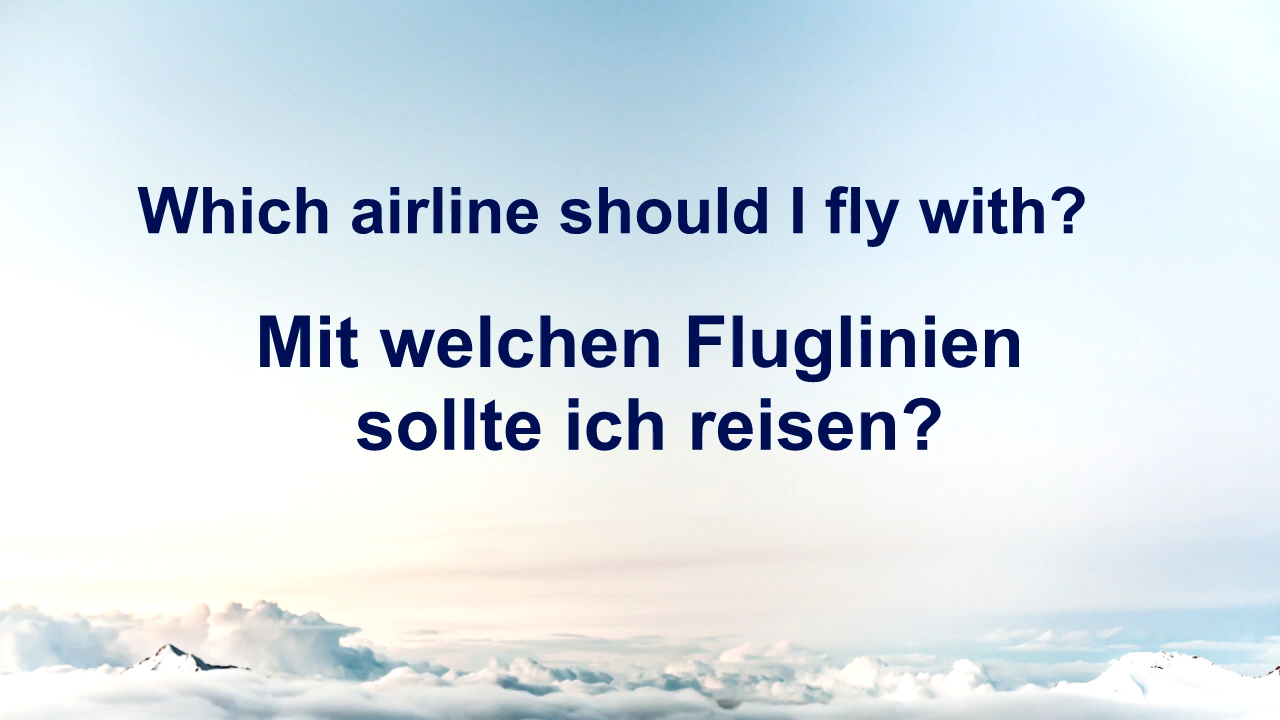 Which airline should I fly with?
Mit welchen Fluglinien
sollte ich reisen?